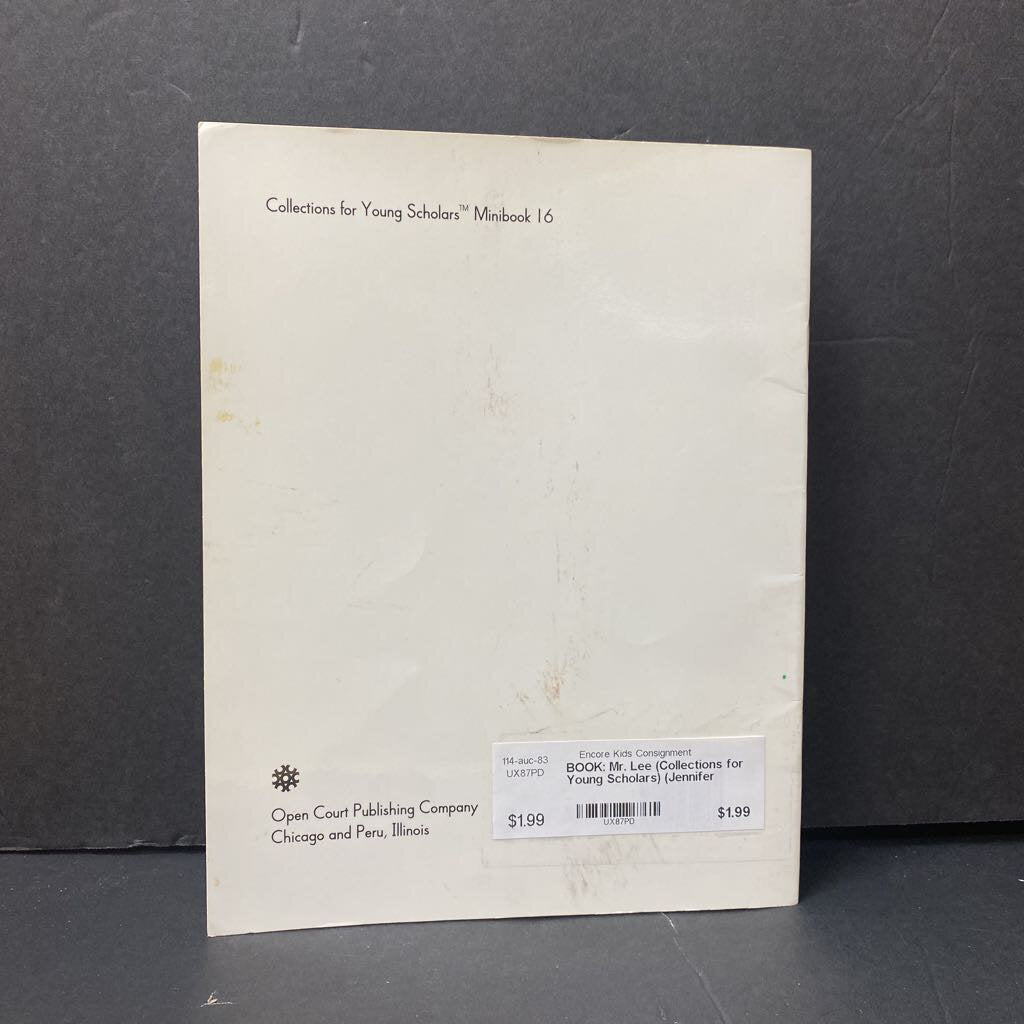 Collections for Young Scholars™ Minibook 16
Open Court Publishing Company
Chicago and Peru, Illinois
114-auc-83
UX87PD
$1.99
Encore Kids Consignment
BOOK: Mr. Lee (Collections for
Young Scholars) (Jennifer
UX87PD
$1.99